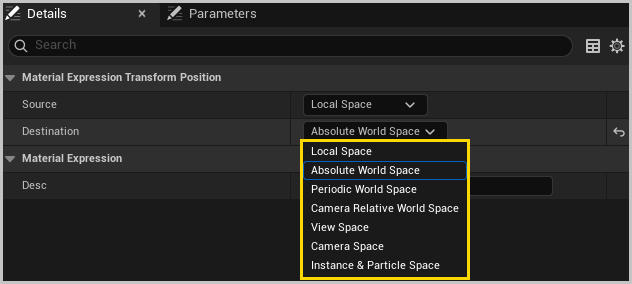 Details
Parameters
Search
Material Expression Transform Position
Source
Local Space
Destination
Absolute World Space
Material Expression
Desc
Local Space
Absolute World Space
Periodic World Space
Camera Relative World Space
View Space
Camera Space
Instance & Particle Space